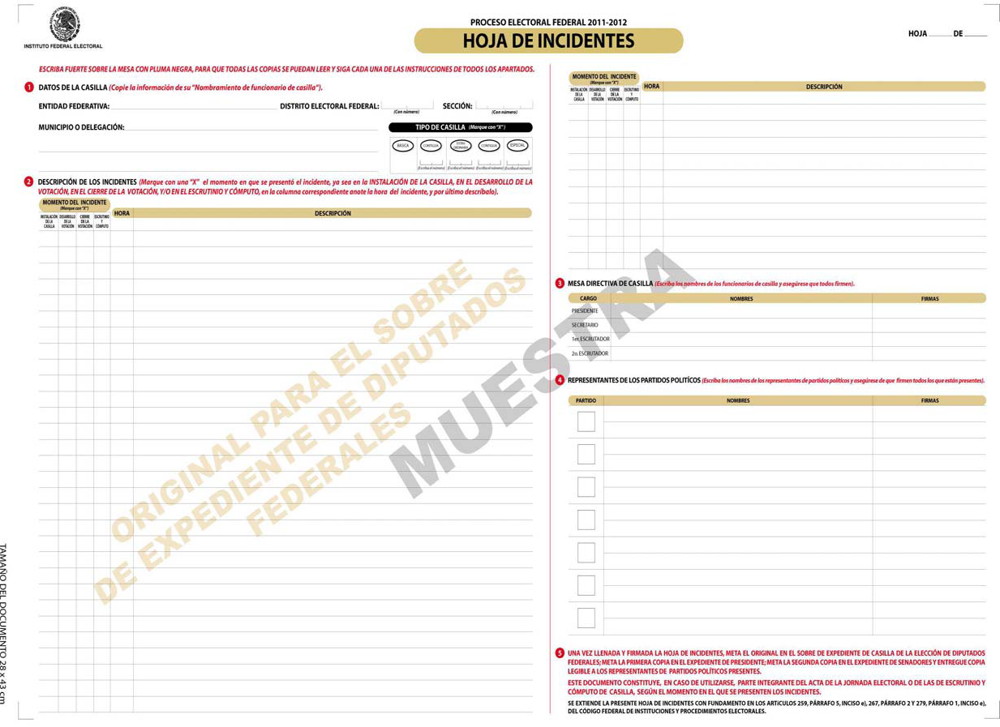 INSTITUTO FEDERAL ELECTORAL
PROCESO ELECTORAL FEDERAL 2011-2012
HOJA DE INCIDENTES
HOJA ______ DE ______
ESCRIBA FUERTE SOBRE LA MESA CON PLUMA NEGRA, PARA QUE TODAS LAS COPIAS SE PUEDAN LEER Y SIGA CADA UNA DE LAS INSTRUCCIONES DE TODOS LOS APARTADOS.
1 DATOS DE LA CASILLA (Copie la información de su "Nombramiento de funcionario de casilla").
ENTIDAD FEDERATIVA: DISTRITO ELECTORAL FEDERAL: (Con número) SECCIÓN: (Con número)
MUNICIPIO O DELEGACIÓN:
TIPO DE CASILLA (Marque con "X")
BÁSICA CONTIGUA EXTRA ORDINARIA CONTIGUA ESPECIAL
(Escriba el número) (Escriba el número) (Escriba el número) (Escriba el número)
2 DESCRIPCIÓN DE LOS INCIDENTES (Marque con una "X" el momento en que se presentó el incidente, ya sea en la INSTALACIÓN DE LA CASILLA, EN EL DESARROLLO DE LA
VOTACIÓN, EN EL CIERRE DE LA VOTACIÓN, Y/O EN EL ESCRUTINIO Y CÓMPUTO, en la columna correspondiente anote la hora del incidente, y por último descríbalo).
MOMENTO DEL INCIDENTE
(Marque con "X")
INSTALACIÓN DE LA CASILLA
DESARROLLO DE LA VOTACIÓN
CIERRE DE LA VOTACIÓN
ESCRUTINIO Y CÓMPUTO
HORA
DESCRIPCIÓN
ORIGINAL PARA EL SOBRE
DE EXPEDIENTE DE DIPUTADOS
FEDERALES
MUESTRA
TAMAÑO DEL DOCUMENTO 28 x 43 cm
MOMENTO DEL INCIDENTE
(Marque con "X")
INSTALACIÓN DE LA CASILLA
DESARROLLO DE LA VOTACIÓN
CIERRE DE LA VOTACIÓN
ESCRUTINIO Y CÓMPUTO
HORA
DESCRIPCIÓN
3 MESA DIRECTIVA DE CASILLA (Escriba los nombres de los funcionarios de casilla y asegúrese que todos firmen).
CARGO NOMBRES FIRMAS
PRESIDENTE
SECRETARIO
1er. ESCRUTADOR
2o. ESCRUTADOR
4 REPRESENTANTES DE LOS PARTIDOS POLITÍCOS (Escriba los nombres de los representantes de partidos políticos y asegúrese de que firmen todos los que están presentes).
PARTIDO NOMBRES FIRMAS
5 UNA VEZ LLENADA Y FIRMADA LA HOJA DE INCIDENTES, META EL ORIGINAL EN EL SOBRE DE EXPEDIENTE DE CASILLA DE LA ELECCIÓN DE DIPUTADOS
FEDERALES; META LA PRIMERA COPIA EN EL EXPEDIENTE DE PRESIDENTE; META LA SEGUNDA COPIA EN EL EXPEDIENTE DE SENADORES Y ENTREGUE COPIA
LEGIBLE A LOS REPRESENTANTES DE PARTIDOS POLÍTICOS PRESENTES.
ESTE DOCUMENTO CONSTITUYE, EN CASO DE UTILIZARSE, PARTE INTEGRANTE DEL ACTA DE LA JORNADA ELECTORAL O DE LAS DE ESCRUTINIO Y
CÓMPUTO DE CASILLA, SEGÚN EL MOMENTO EN EL QUE SE PRESENTEN LOS INCIDENTES.
SE EXTIENDE LA PRESENTE HOJA DE INCIDENTES CON FUNDAMENTO EN LOS ARTíCULOS 259, PÁRRAFO 5, INCISO e), 267, PÁRRAFO 2 Y 279, PÁRRAFO 1, INCISO e),
DEL CÓDIGO FEDERAL DE INSTITUCIONES Y PROCEDIMIENTOS ELECTORALES.